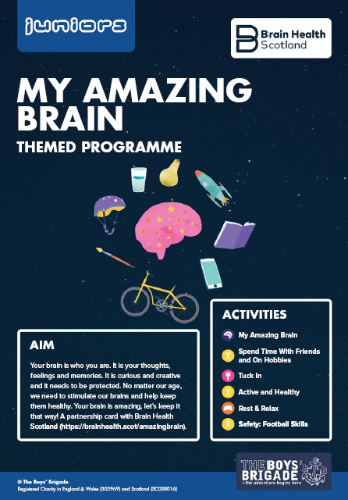 juniors
Brain Health
Scotland
MY AMAZING
BRAIN
THEMED PROGRAMME
AIM
Your brain is who you are. It is your thoughts,
feelings and memories. It is curious and creative
and it needs to be protected. No matter our age,
we need to stimulate our brains and help keep
them healthy. Your brain is amazing, let's keep it
that way! A partnership card with Brain Health
Scotland (https://brainhealth.scot/amazingbrain).
ACTIVITIES
My Amazing Brain
Spend Time With Friends
and On Hobbies
Tuck In
Active and Healthy
Rest & Relax
Safety: Football Skills
THE BOYS'
BRIGADE
the adventure begins here
© The Boys' Brigade
Registered Charity in England & Wales (305969) and Scotland (SC038016)